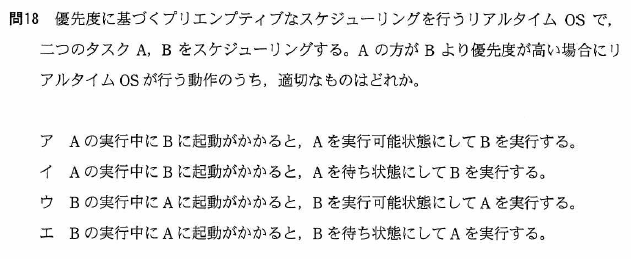 問18 優先度に基づくプリエンプティブなスケジューリングを行うリアルタイム OS で，
二つのタスク A，B をスケジューリングする。A の方が B より優先度が高い場合にリ
アルタイム OS が行う動作のうち，適切なものはどれか。
ア A の実行中に B に起動がかかると，A を実行可能状態にして B を実行する。
イ A の実行中に B に起動がかかると，A を待ち状態にして B を実行する。
ウ B の実行中に A に起動がかかると，B を実行可能状態にして A を実行する。
エ B の実行中に A に起動がかかると，B を待ち状態にして A を実行する。